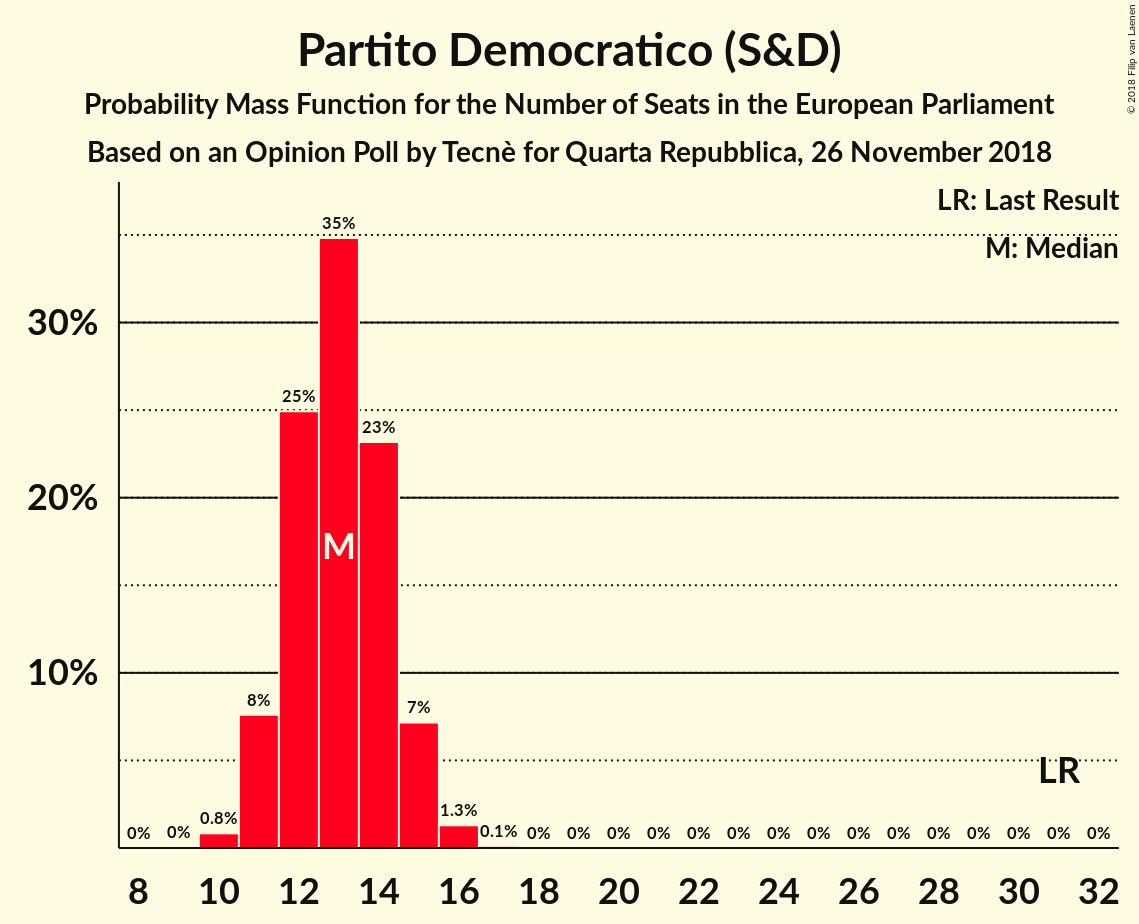 Partito Democratico (S&D)
Probability Mass Function for the Number of Seats in the European Parliament
Based on an Opinion Poll by Tecnè for Quarta Repubblica, 26 November 2018
© 2018 Filip van Laenen
LR: Last Result
M: Median
30%
20%
10%
0% 0% 0.8% 8% 25% 35% 23% 7% 1.3% 0.1% 0% 0% 0% 0% 0% 0% 0% 0% 0% 0% 0% 0% 0% 0% 0%
M
LR
8 10 12 14 16 18 20 22 24 26 28 30 32